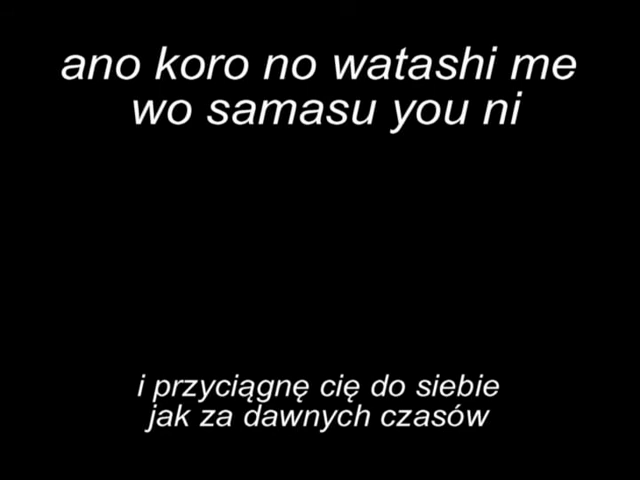 ano koro no watashi me
wo samasu you ni
i przyciągnę cię do siebie
jak za dawnych czasów